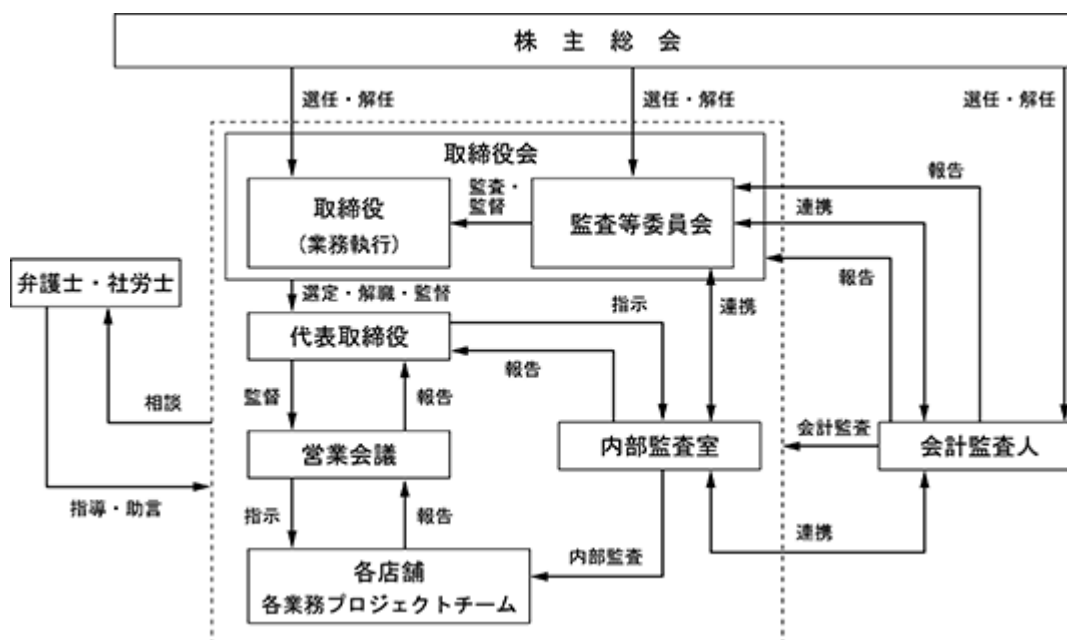 株主総会
選任・解任
選任・解任
選任・解任
取締役会
取締役
(業務執行)
監査・
監督
監査等委員会
報告
連携
報告
弁護士・社労士
選定・解職・監督
指示
連携
代表取締役
報告
監督
報告
相談
営業会議
内部監査室
会計監査
会計監査人
指導・助言
指示
報告
連携
内部監査
各店舗
各業務プロジェクトチーム